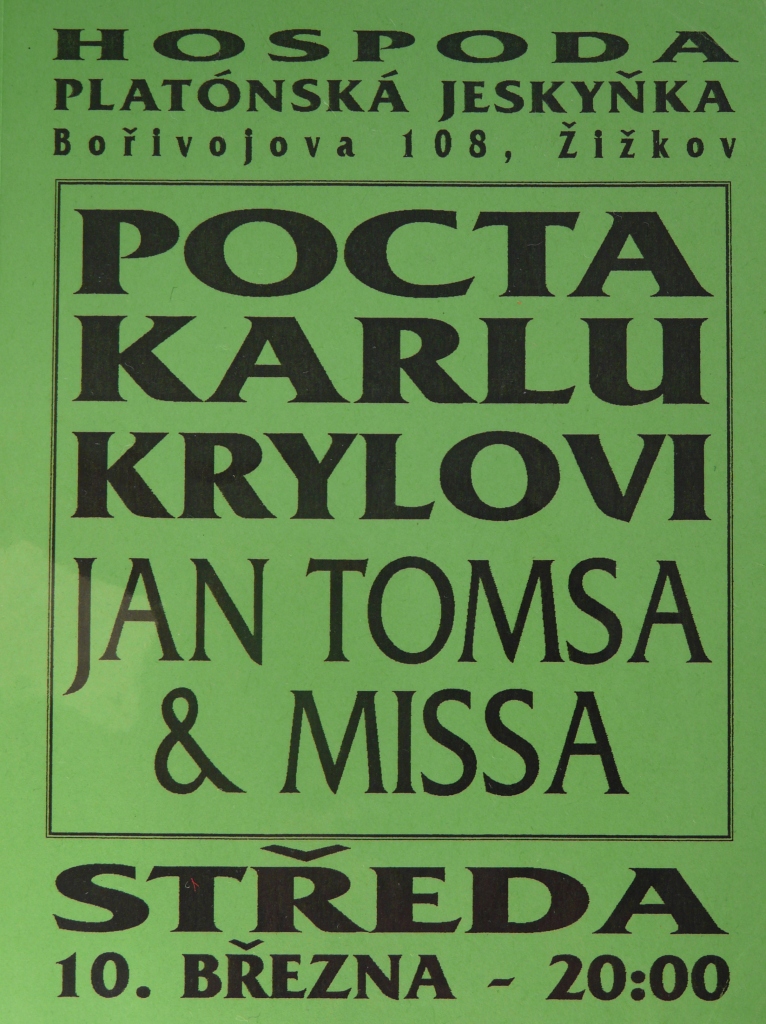 HOSPODA
PLATÓNSKÁ JESKYŇKA
Bořivojova 108, Žižkov
POCTA
KARLU
KRYLOVI
JAN TOMSA
& MISSA
STŘEDA
10. BŘEZNA - 20:00